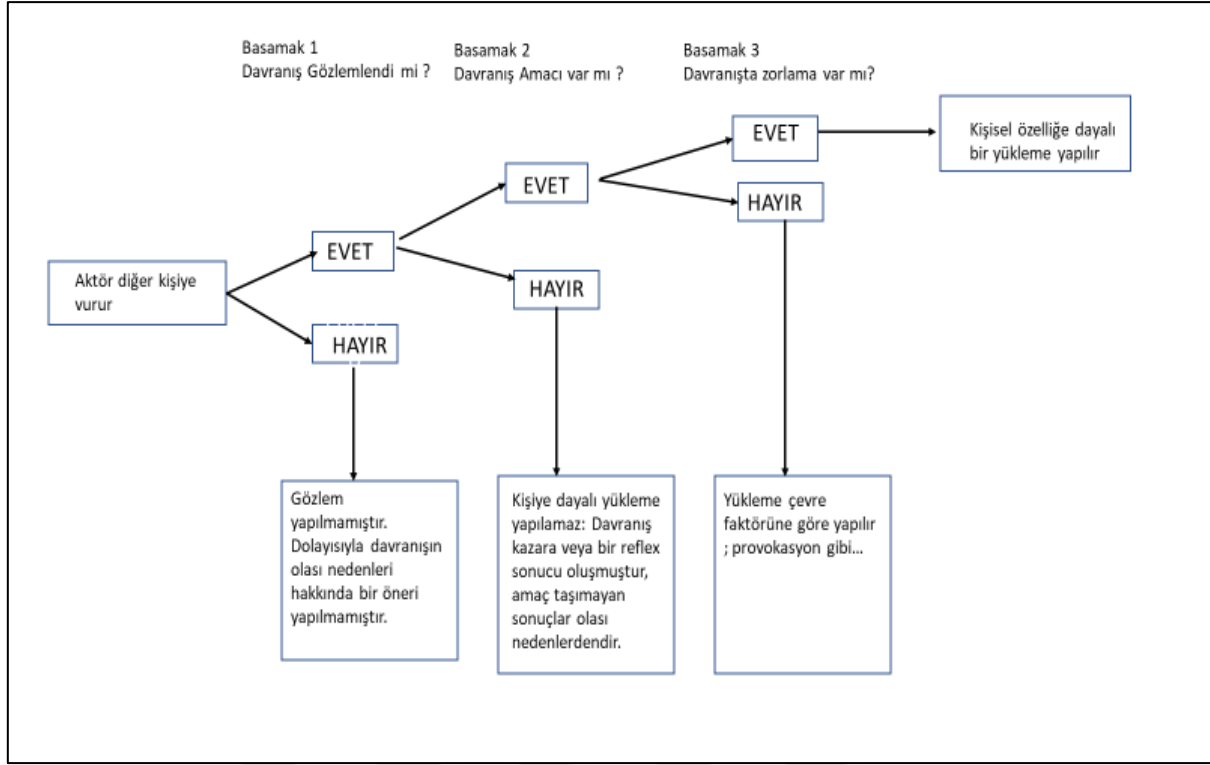 Basamak 1
Davranış Gözlemlendi mi ?
Basamak 2
Davranış Amacı var mı ?
Basamak 3
Davranışta zorlama var mı?
EVET
Kişisel özelliğe dayalı
bir yükleme yapılır
EVET
HAYIR
EVET
Aktör diğer kişiye
vurur
HAYIR
HAYIR
Gözlem
yapılmamıştır.
Dolayısıyla davranışın
olası nedenleri
hakkında bir öneri
yapılmamıştır.
Kişiye dayalı yükleme
yapılamaz: Davranış
kazara veya bir reflex
sonucu oluşmuştur,
amaç taşımayan
sonuçlar olası
nedenlerdendir.
Yükleme çevre
faktörüne göre yapılır
; provokasyon gibi...